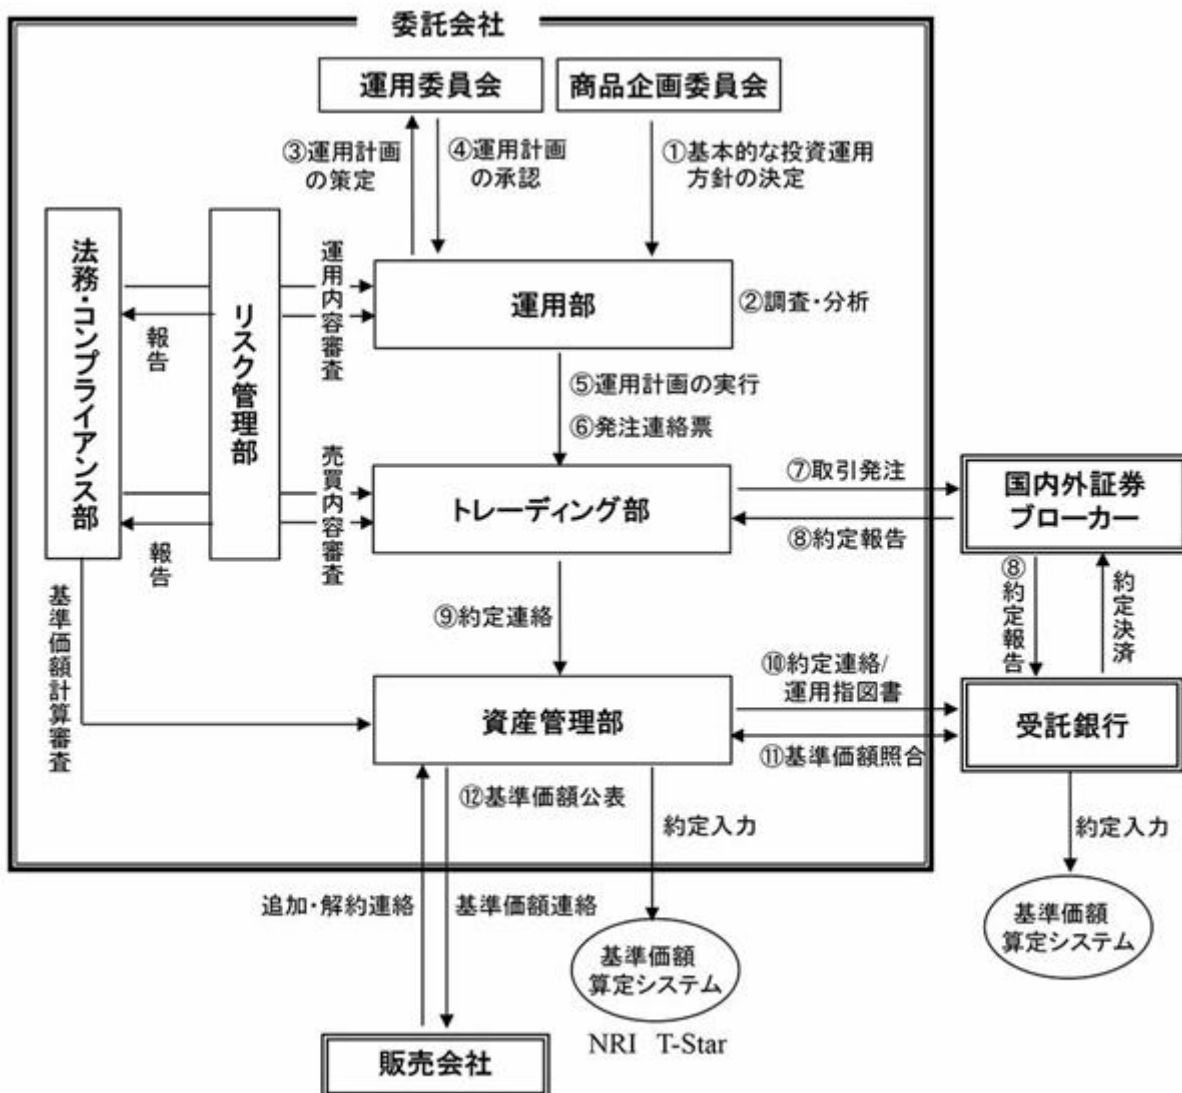 委託会社
運用委員会
商品企画委員会
③運用計画
の策定
④運用計画
の承認
①基本的な投資運用
方針の決定
法務・コンプライアンス部
リスク管理部
運用内容審査
報告
運用部
②調査・分析
⑤運用計画の実行
⑥発注連絡票
売買内容審査
報告
トレーディング部
⑦取引発注
⑧約定報告
国内外証券
ブローカー
⑧約定報告
約定決済
基準価額計算審査
⑨約定連絡
資産管理部
⑩約定連絡/
運用指図書
⑪基準価額照合
受託銀行
⑫基準価額公表
約定入力
約定入力
追加・解約連絡
基準価額連絡
基準価額
算定システム
NRI T-Star
基準価額
算定システム
販売会社